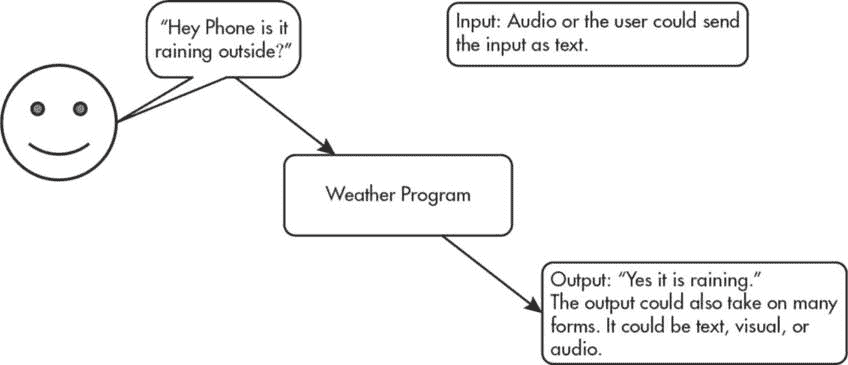 “Hey Phone is it
raining outside?”
Input: Audio or the user could send
the input as text.
Weather Program
Output: “Yes it is raining.”
The output could also take on many
forms. It could be text, visual, or
audio.